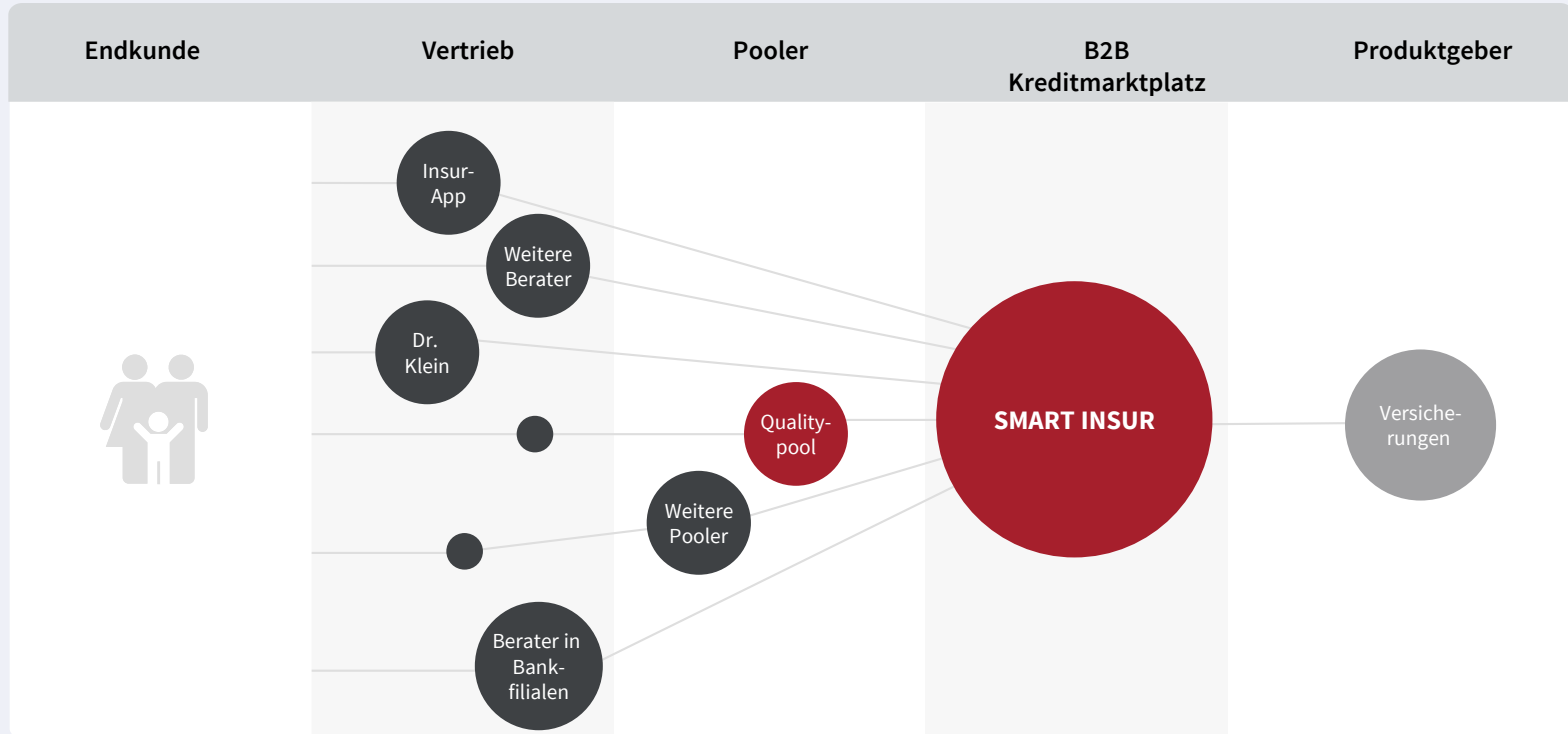 Endkunde
Vertrieb
Pooler
B2B
Kreditmarktplatz
Produktgeber
Insur-
App
Weitere
Berater
Dr.
Klein
Quality-
pool
SMART INSUR
Versiche-
rungen
Weitere
Pooler
Berater in
Bank-
filialen